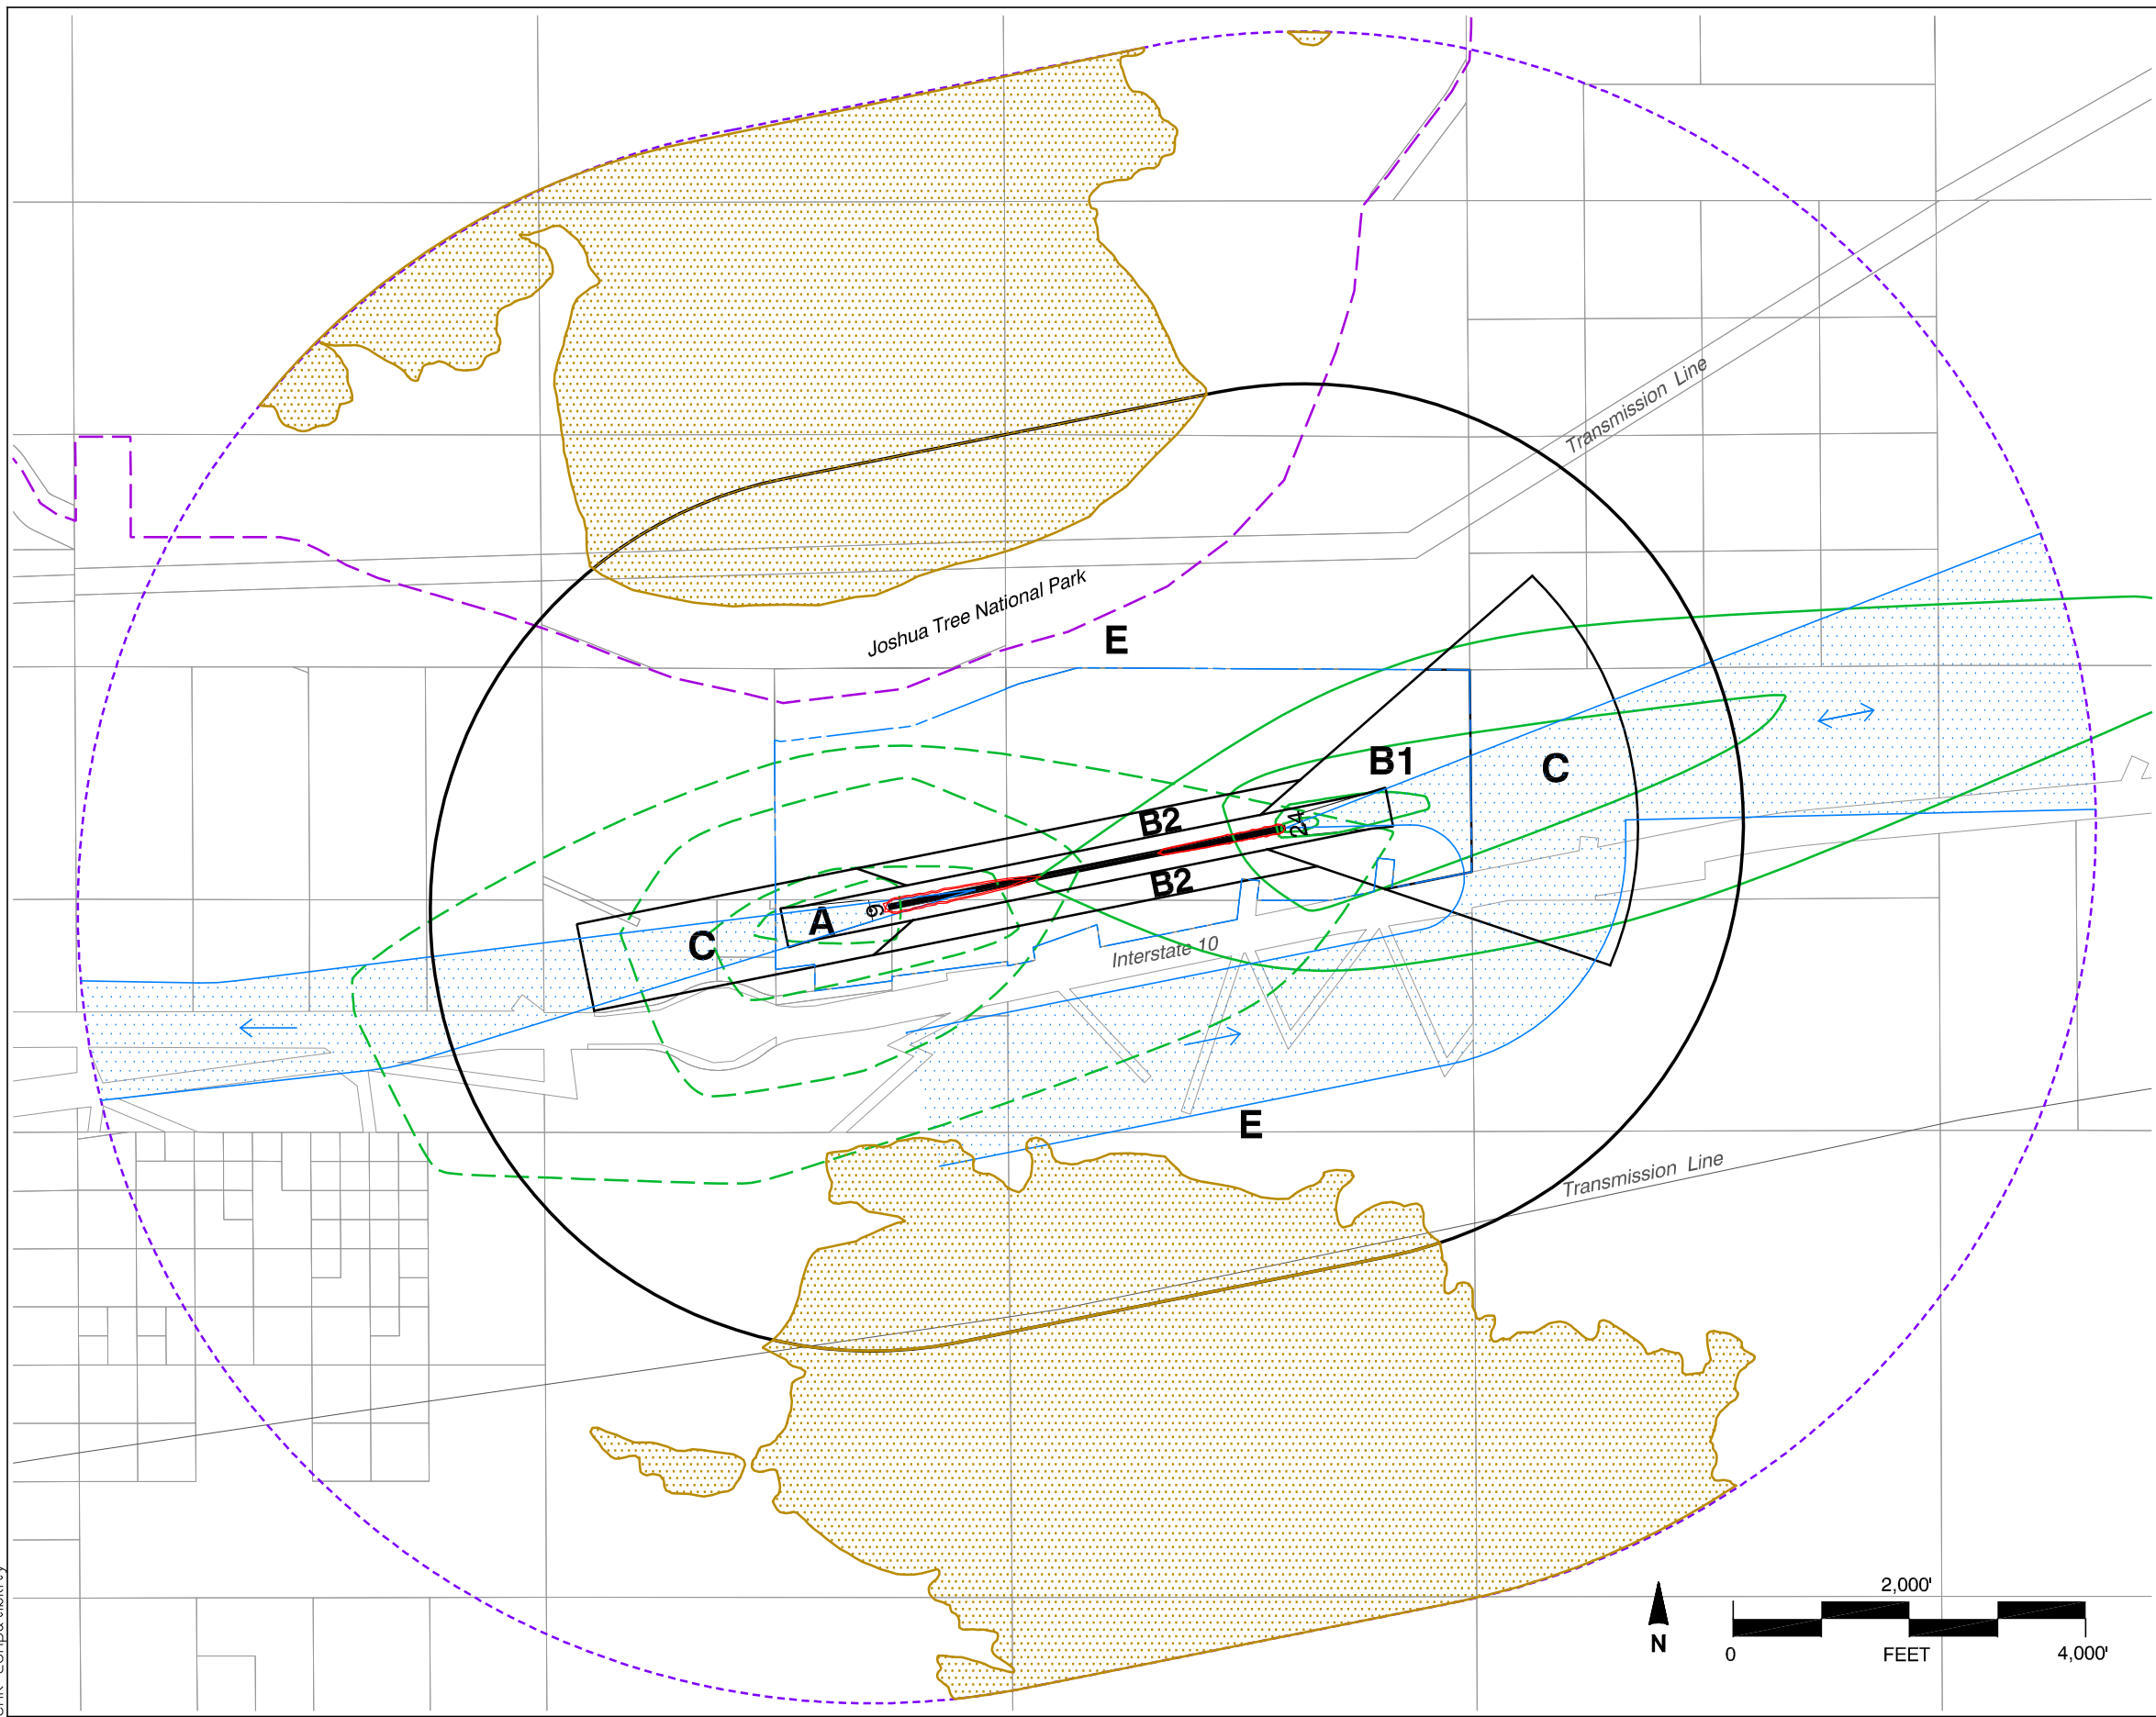 Transmission Line
Joshua Tree National Park
E
B1
C
B2
24
B2
A
6
C
Interstate 10
E
Transmission Line
2,000'
N
0
FEET
4,000'